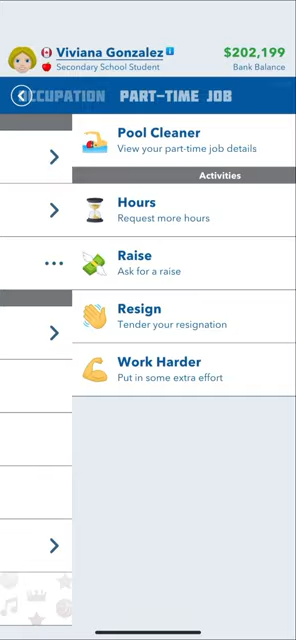 Viviana Gonzalez
$202,199
Secondary School Student
Bank Balance
OCCUPATION
PART-TIME JOB
Pool Cleaner
View your part-time job details
Activities
Hours
Request more hours
Raise
Ask for a raise
Resign
Tender your resignation
Work Harder
Put in some extra effort